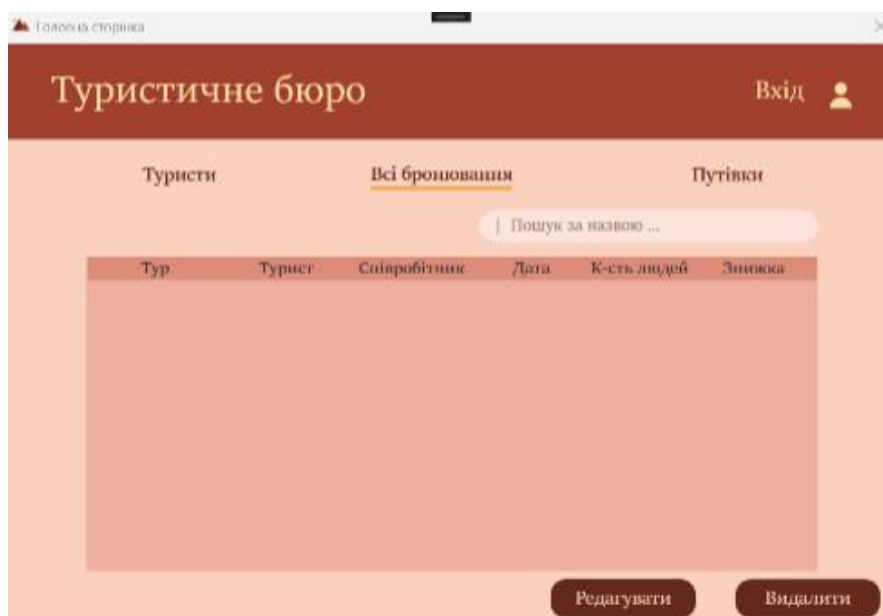 Головна сторінка
Туристичне бюро
Вхід
Туристи Всі бронювання Путівки
Пошук за назвою ...
Тур Турист Співробітник Дата К-сть людей Знижка
Редагувати Видалити